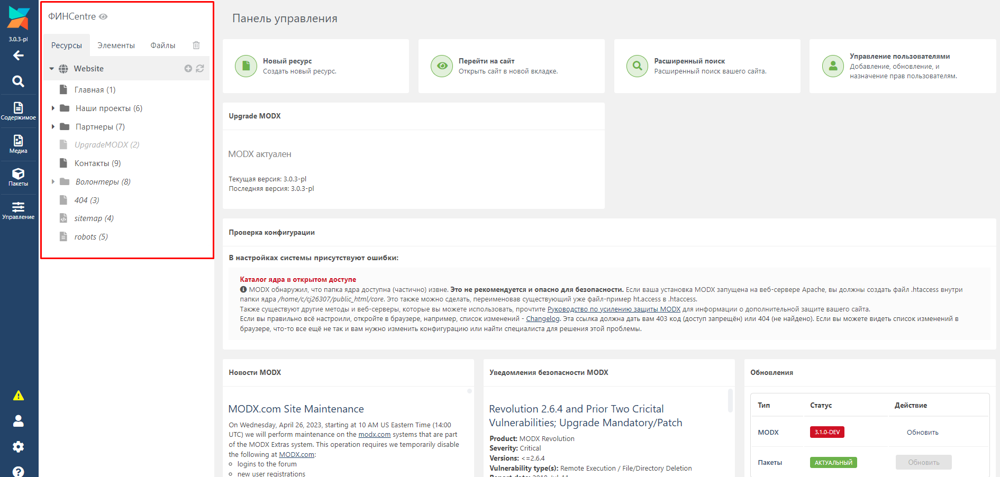 3.0.3-pl
Содержимое
Медиа
Пакеты
Управление
ФИНCentre
Ресурсы Элементы Файлы
Website
Главная (1)
Наши проекты (6)
Партнеры (7)
UpgradeMODX (2)
Контакты (9)
Волонтеры (8)
404 (3)
sitemap (4)
robots (5)
Панель управления
Новый ресурс
Создать новый ресурс.
Перейти на сайт
Открыть сайт в новой вкладке.
Расширенный поиск
Расширенный поиск вашего сайта.
Управление пользователями
Добавление, обновление, и
назначение прав пользователям.
Upgrade MODX
MODX актуален
Текущая версия: 3.0.3-pl
Последняя версия: 3.0.3-pl
Проверка конфигурации
В настройках системы присутствуют ошибки:
Каталог ядра в открытом доступе
MODX обнаружил, что папка ядра доступна (частично) извне. Это не рекомендуется и опасно для безопасности. Если ваша установка MODX запущена на веб-сервере Apache, вы должны создать файл .htaccess внутри
папки ядра /home/c/cj26307/public_html/core. Это также можно сделать, переименовав существующий уже файл-пример ht.access в .htaccess.
Также существуют другие методы и веб-серверы, которые вы можете использовать, прочтите Руководство по усилению защиты MODX для информации о дополнительной защите вашего сайта.
Если вы правильно всё настроили, откройте в браузере, например, список изменений - Changelog. Эта ссылка должна дать вам 403 код (доступ запрещён) или 404 (не найдено). Если вы можете видеть список изменений в
браузере, что-то все ещё не так и вам нужно изменить конфигурацию или найти специалиста для решения этой проблемы.
Новости MODX
MODX.com Site Maintenance
On Wednesday, April 26, 2023, starting at 10 AM US Eastern Time (14:00
UTC) we will perform maintenance on the modx.com systems that are part
of the MODX Extras system. This operation requires we temporarily disable
the following at MODX.com:
logins to the forum
new user registrations
Уведомления безопасности MODX
Revolution 2.6.4 and Prior Two Cricital
Vulnerabilities; Upgrade Mandatory/Patch
Product: MODX Revolution
Severity: Critical
Versions: <=2.6.4
Vulnerability type(s): Remote Execution / File/Directory Deletion
Report date: 2018-Jul-11
Обновления
Тип Статус Действие
MODX 3.1.0-DEV Обновить
Пакеты АКТУАЛЬНЫЙ Обновить